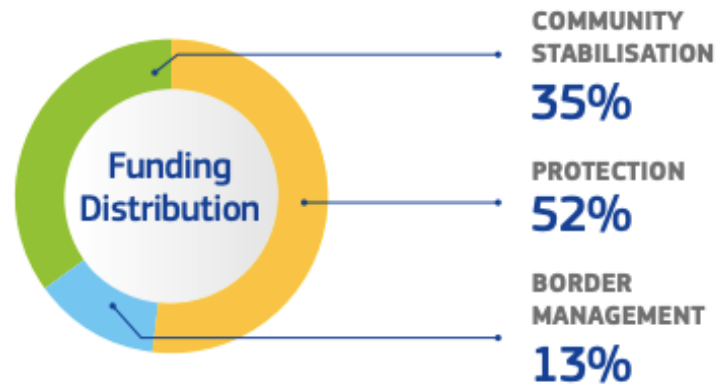 COMMUNITY
STABILISATION
35%
Funding
Distribution
PROTECTION
52%
BORDER
MANAGEMENT
13%